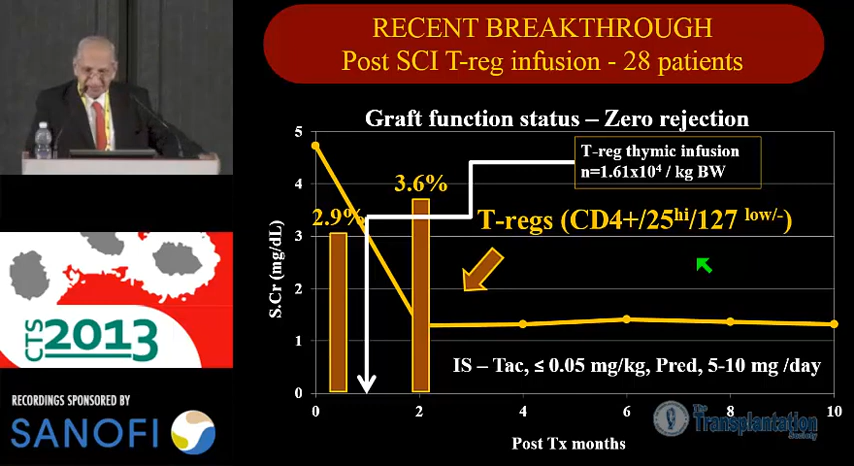 RECENT BREAKTHROUGH
Post SCI T-reg infusion - 28 patients
Graft function status – Zero rejection
T-reg thymic infusion
n=1.61x10⁴ / kg BW
5
4
3
2
1
0
S.Cr (mg/dL)
2.9%
3.6%
T-regs (CD4+/25ʰⁱ/127 ˡᵒʷ/⁻)
IS – Tac, ≤ 0.05 mg/kg, Pred, 5-10 mg /day
0 2 4 6 8 10
Post Tx months
The
Transplantation
Society
CTS 2013
RECORDINGS SPONSORED BY
SANOFI